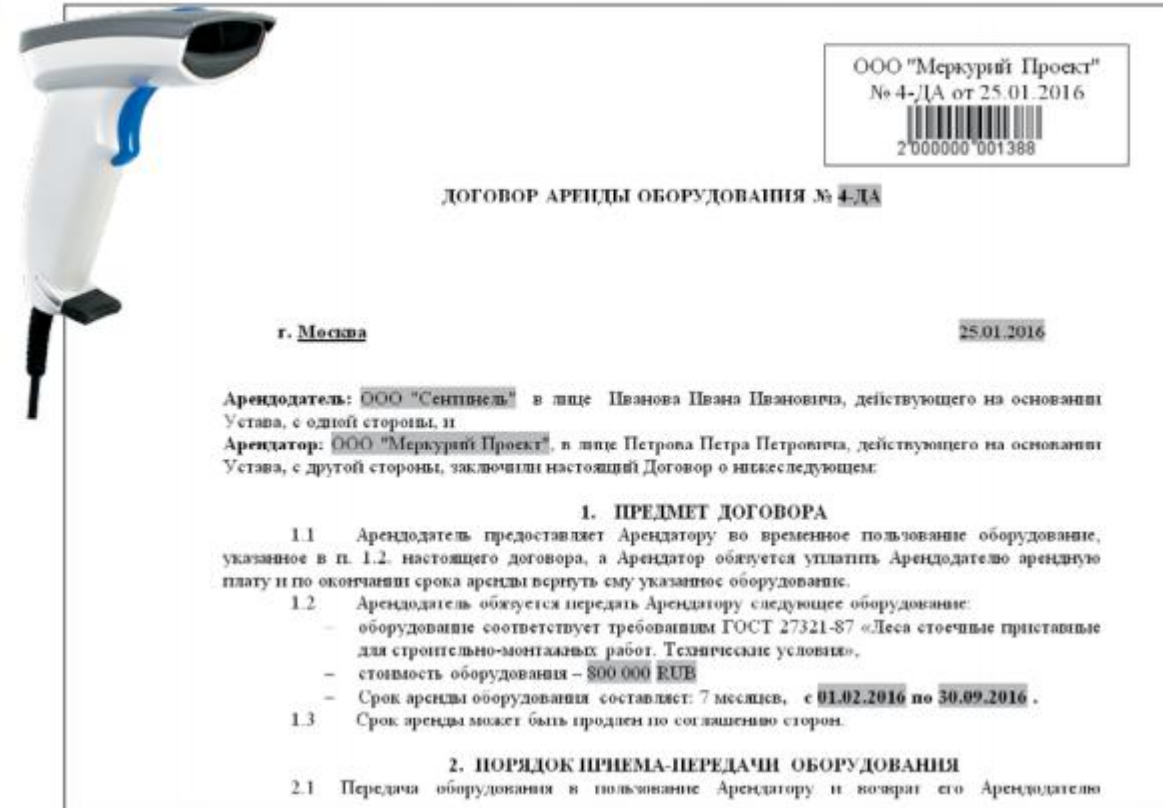 ООО "Меркурий Проект"
№ 4-ДА от 25.01.2016
2 000000 001388
ДОГОВОР АРЕНДЫ ОБОРУДОВАНИЯ № 4-ДА
г. Москва
25.01.2016
Арендодатель: ООО "Сентинель" в лице Иванова Ивана Ивановича, действующего на основании
Устава, с одной стороны, и
Арендатор: ООО "Меркурий Проект", в лице Петрова Петра Петровича, действующего на основании
Устава, с другой стороны, заключили настоящий Договор о нижеследующем:
1. ПРЕДМЕТ ДОГОВОРА
1.1 Арендодатель предоставляет Арендатору во временное пользование оборудование,
указанное в п. 1.2. настоящего договора, а Арендатор обязуется уплатить Арендодателю арендную
плату и по окончании срока аренды вернуть ему указанное оборудование.
1.2 Арендодатель обязуется передать Арендатору следующее оборудование:
– оборудование соответствует требованиям ГОСТ 27321-87 «Леса стоечные приставные
для строительно-монтажных работ. Технические условия»,
– стоимость оборудования – 800 000 RUB
– Срок аренды оборудования составляет: 7 месяцев, с 01.02.2016 по 30.09.2016 .
1.3 Срок аренды может быть продлен по соглашению сторон.
2. ПОРЯДОК ПРИЕМА-ПЕРЕДАЧИ ОБОРУДОВАНИЯ
2.1 Передача оборудования в пользование Арендатору и возврат его Арендодателю